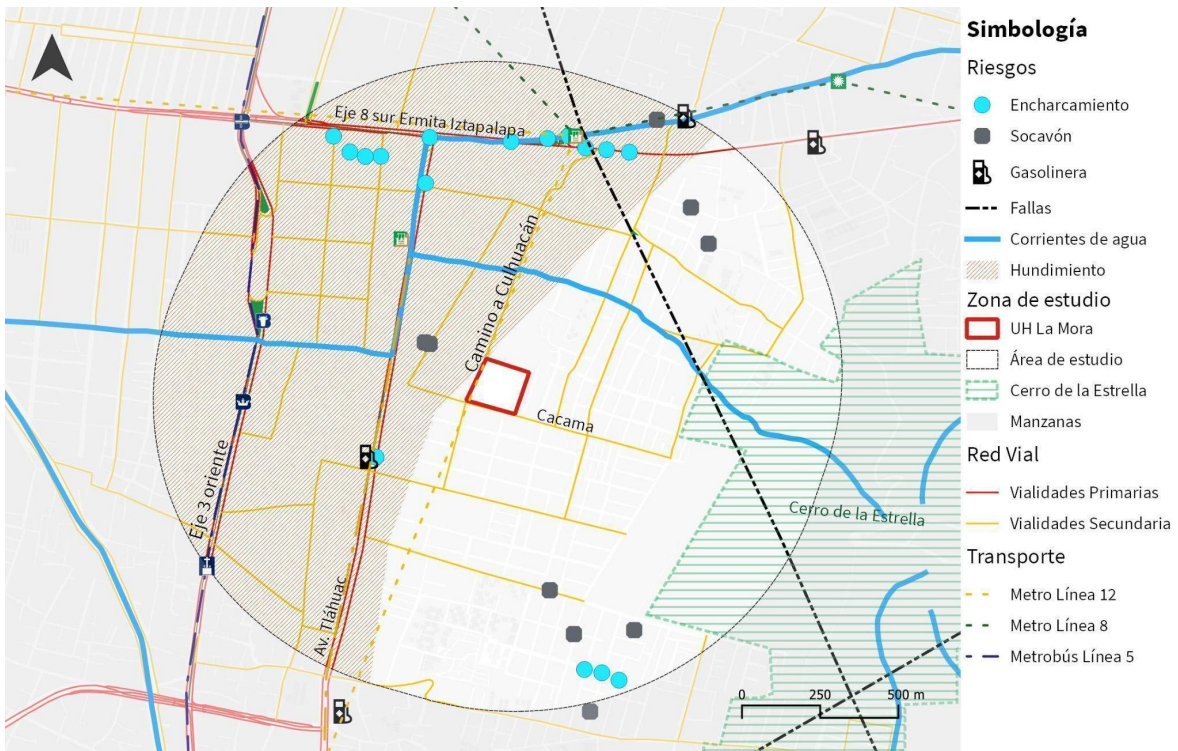 Eje 8 sur Ermita Iztapalapa
Camino a Culhuacán
Cacama
Eje 3 oriente
Cerro de la Estrella
Av. Tláhuac
0 250 500 m
Simbología
Riesgos
Encharcamiento
Socavón
Gasolinera
Fallas
Corrientes de agua
Hundimiento
Zona de estudio
UH La Mora
Área de estudio
Cerro de la Estrella
Manzanas
Red Vial
Vialidades Primarias
Vialidades Secundaria
Transporte
Metro Línea 12
Metro Línea 8
Metrobús Línea 5